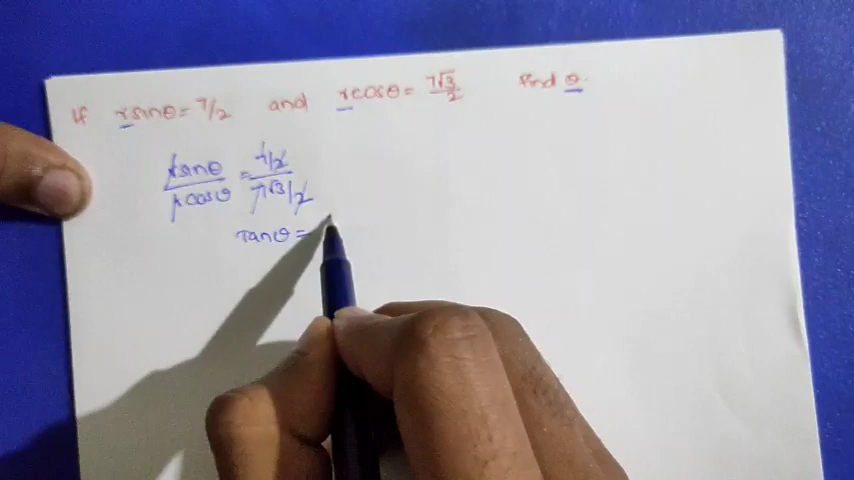 If rsinθ = 7/2 and rcosθ = 7√3/2 find θ.
rsinθ/rcosθ = 7/2/7√3/2
Tanθ =